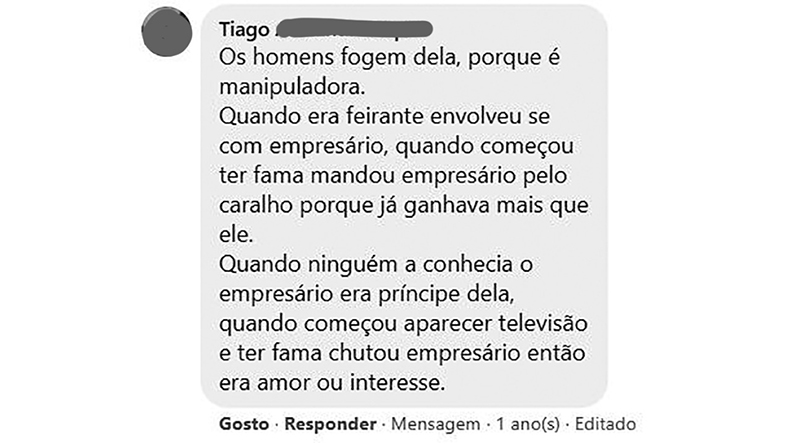 Tiago
Os homens fogem dela, porque é
manipuladora.
Quando era feirante envolveu se
com empresário, quando começou
ter fama mandou empresário pelo
caralho porque já ganhava mais que
ele.
Quando ninguém a conhecia o
empresário era príncipe dela,
quando começou aparecer televisão
e ter fama chutou empresário então
era amor ou interesse.
Gosto · Responder · Mensagem · 1 ano(s) · Editado